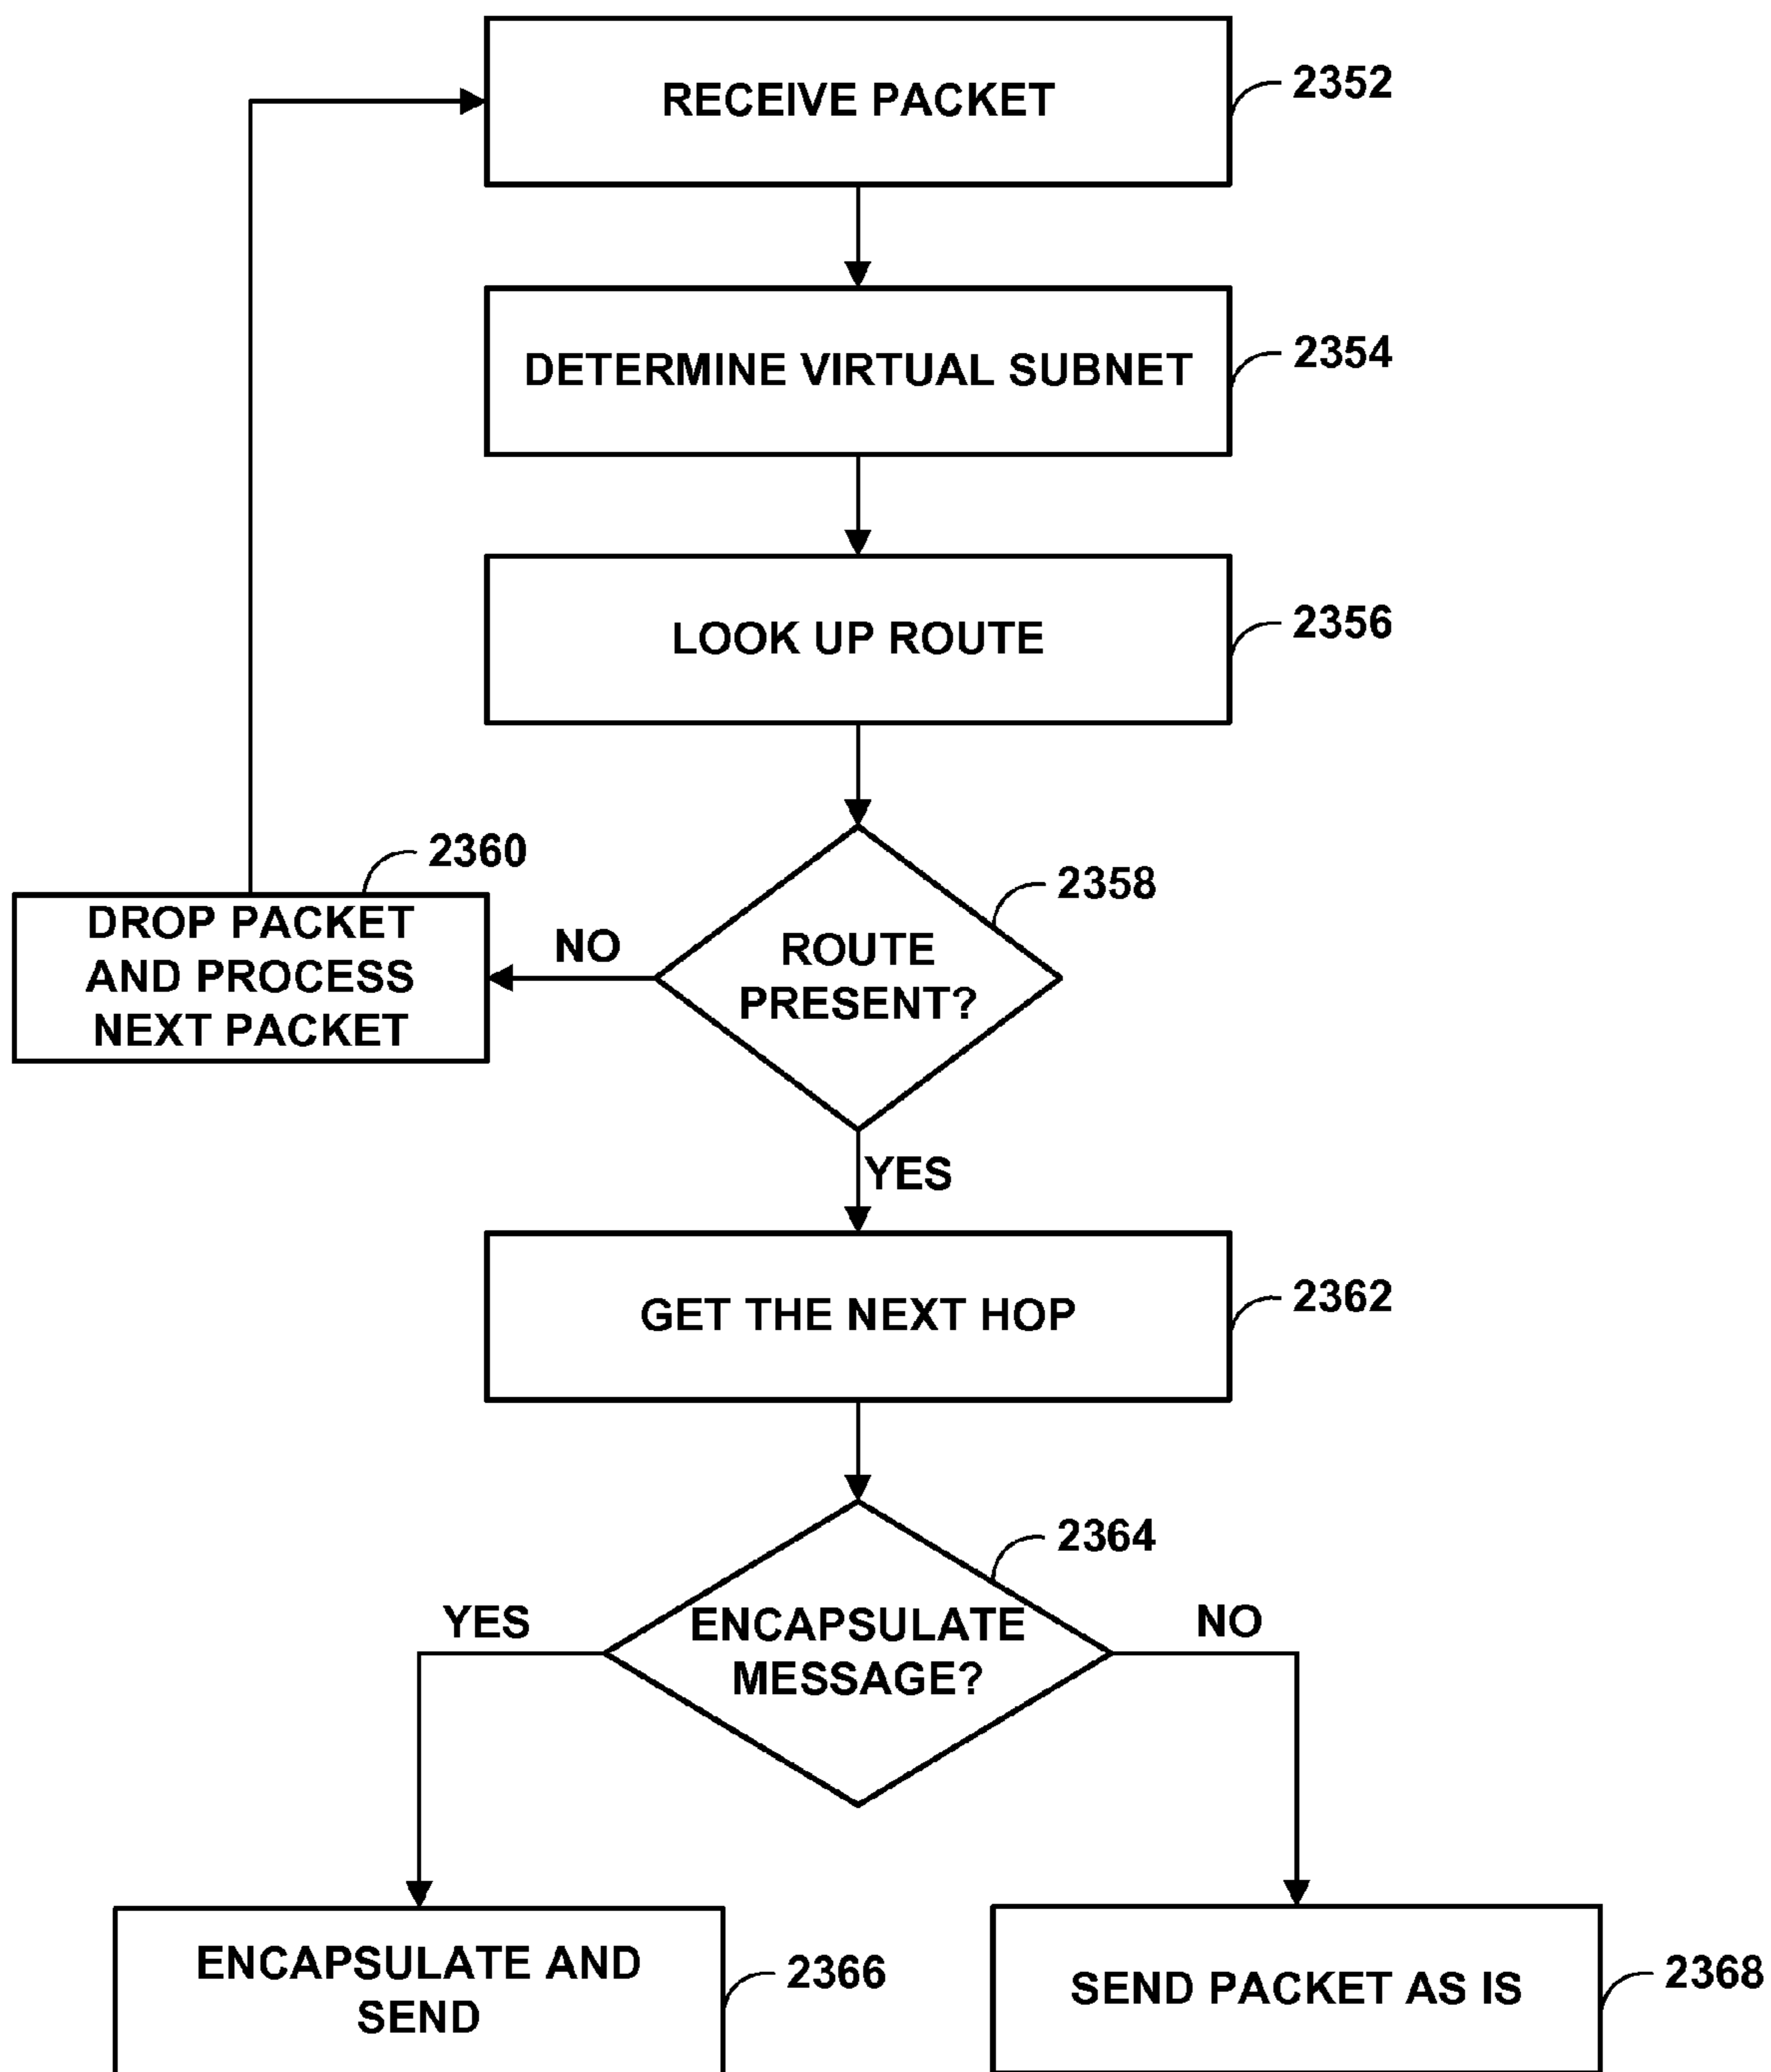 RECEIVE PACKET
2352
DETERMINE VIRTUAL SUBNET
2354
LOOK UP ROUTE
2356
2360
DROP PACKET
AND PROCESS
NEXT PACKET
NO
2358
ROUTE
PRESENT?
YES
GET THE NEXT HOP
2362
2364
YES
ENCAPSULATE
MESSAGE?
NO
ENCAPSULATE AND
SEND
2366
SEND PACKET AS IS
2368